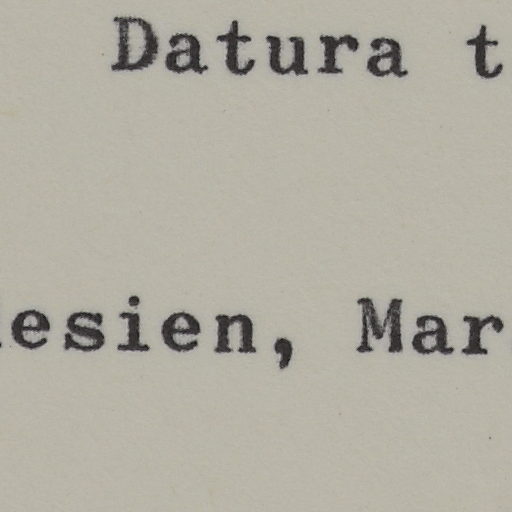 Datura t
esien, Mar